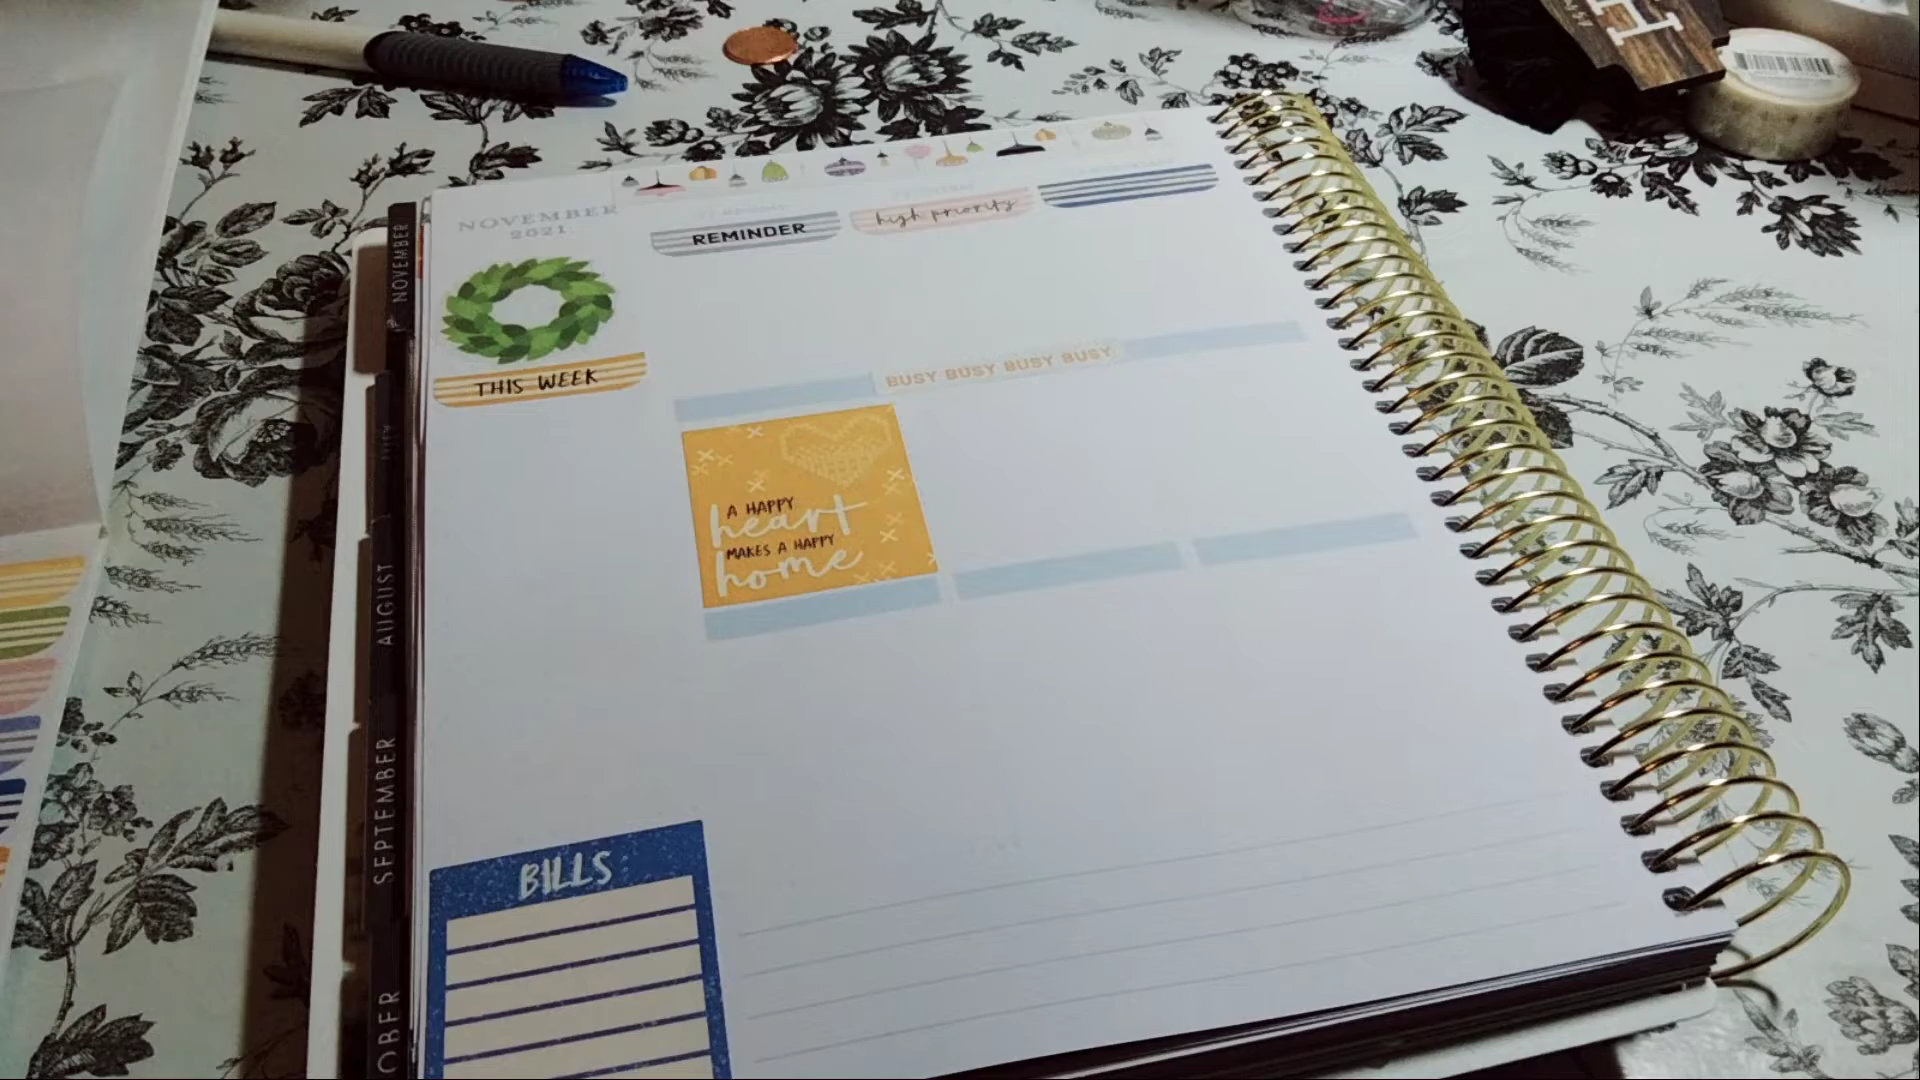 NOVEMBER
2021
REMINDER
high priority
THIS WEEK
BUSY BUSY BUSY BUSY
A HAPPY
heart
MAKES A HAPPY
home
BILLS
NOVEMBER
AUGUST
SEPTEMBER
OBER
H